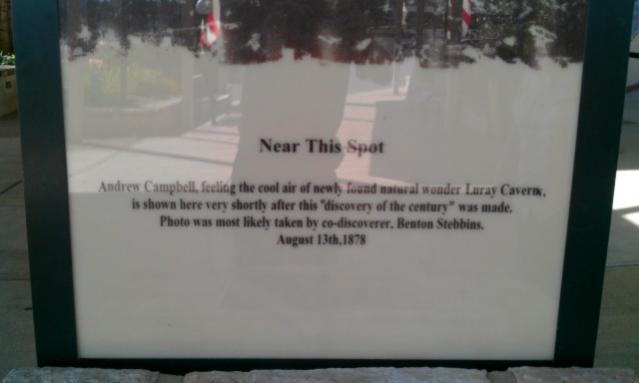 Near This Spot
Andrew Campbell, feeling the cool air of newly found natural wonder Luray Caverns,
is shown here very shortly after this "discovery of the century" was made.
Photo was most likely taken by co-discoverer, Benton Stebbins.
August 13th,1878